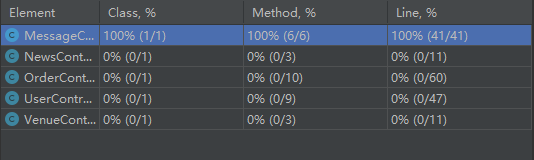 Element Class, % Method, % Line, %
MessageC... 100% (1/1) 100% (6/6) 100% (41/41)
NewsCont... 0% (0/1) 0% (0/3) 0% (0/11)
OrderCont... 0% (0/1) 0% (0/10) 0% (0/60)
UserContr... 0% (0/1) 0% (0/9) 0% (0/47)
VenueCont... 0% (0/1) 0% (0/3) 0% (0/11)